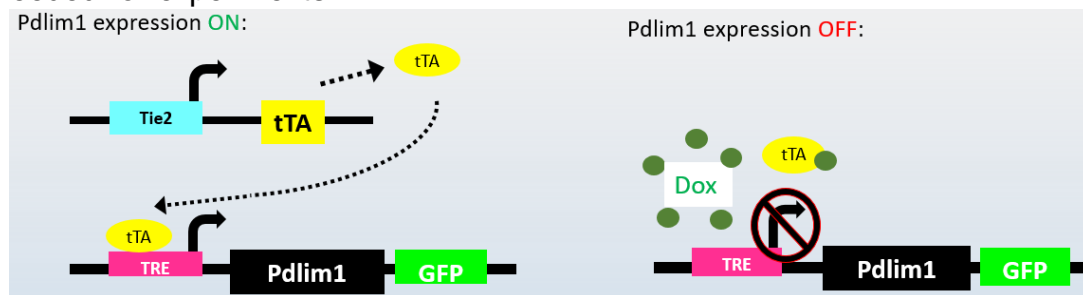 Pdlim1 expression ON:
Pdlim1 expression OFF:
tTA
Tie2
tTA
tTA
Dox
tTA
TRE
Pdlim1
GFP
TRE
Pdlim1
GFP